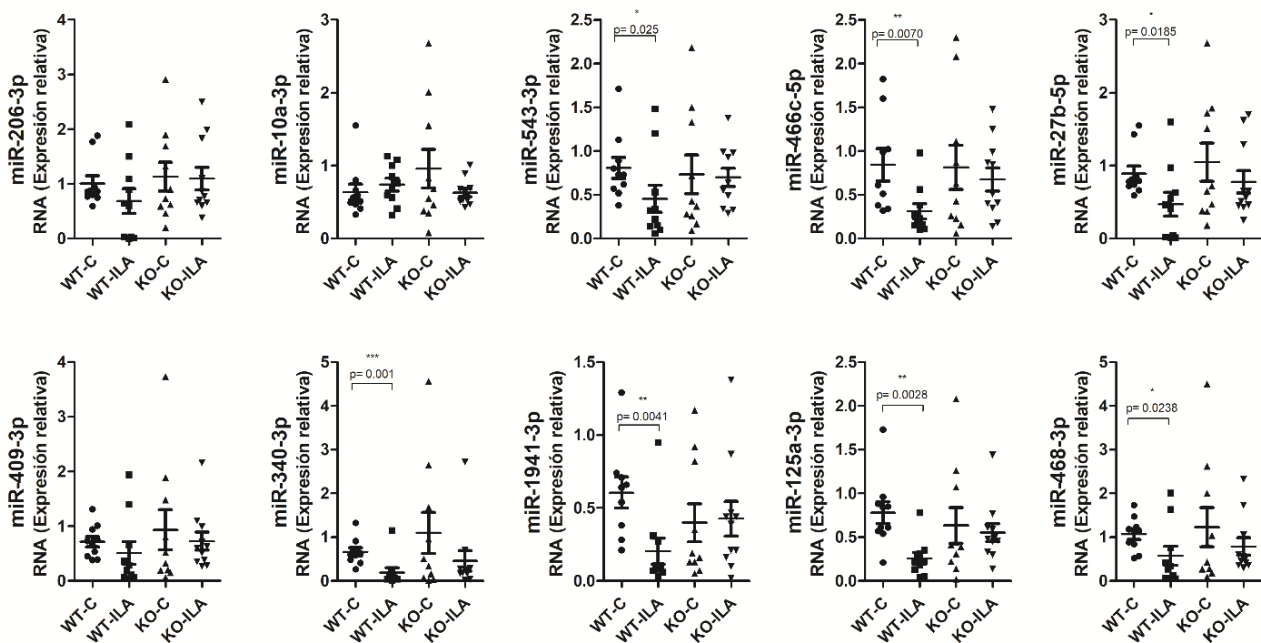 miR-206-3p
RNA (Expresión relativa)
4
3
2
1
0
WT-C
WT-ILA
KO-C
KO-ILA
miR-10a-3p
RNA (Expresión relativa)
3
2
1
0
WT-C
WT-ILA
KO-C
KO-ILA
miR-543-3p
RNA (Expresión relativa)
*
p= 0.025
2.5
2.0
1.5
1.0
0.5
0.0
WT-C
WT-ILA
KO-C
KO-ILA
miR-466c-5p
RNA (Expresión relativa)
**
p= 0.0070
2.5
2.0
1.5
1.0
0.5
0.0
WT-C
WT-ILA
KO-C
KO-ILA
miR-27b-5p
RNA (Expresión relativa)
*
p= 0.0185
3
2
1
0
WT-C
WT-ILA
KO-C
KO-ILA
miR-409-3p
RNA (Expresión relativa)
4
3
2
1
0
WT-C
WT-ILA
KO-C
KO-ILA
miR-340-3p
RNA (Expresión relativa)
***
p= 0.001
5
4
3
2
1
0
WT-C
WT-ILA
KO-C
KO-ILA
miR-1941-3p
RNA (Expresión relativa)
**
p= 0.0041
1.5
1.0
0.5
0.0
WT-C
WT-ILA
KO-C
KO-ILA
miR-125a-3p
RNA (Expresión relativa)
**
p= 0.0028
2.5
2.0
1.5
1.0
0.5
0.0
WT-C
WT-ILA
KO-C
KO-ILA
miR-468-3p
RNA (Expresión relativa)
*
p= 0.0238
5
4
3
2
1
0
WT-C
WT-ILA
KO-C
KO-ILA